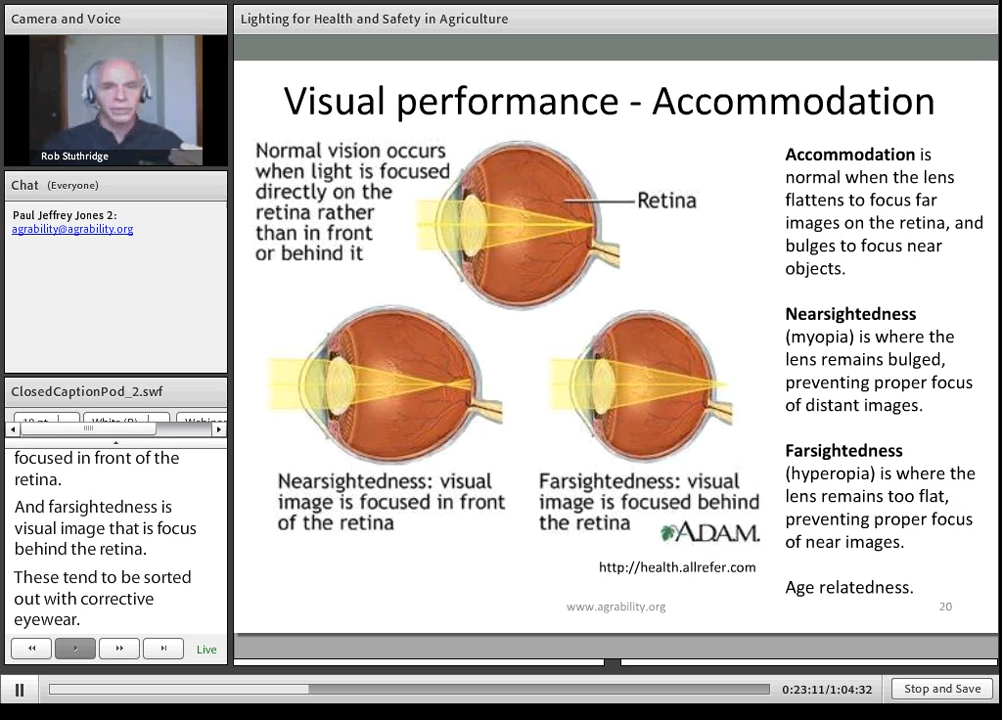 Camera and Voice
Rob Stuthridge
Chat (Everyone)
Paul Jeffrey Jones 2:
agrability@agrability.org
ClosedCaptionPod_2.swf
focused in front of the
retina.
And farsightedness is
visual image that is focus
behind the retina.
These tend to be sorted
out with corrective
eyewear.
Live
Lighting for Health and Safety in Agriculture
Visual performance - Accommodation
Normal vision occurs
when light is focused
directly on the
retina rather
than in front
or behind it
Retina
Nearsightedness: visual
image is focused in front
of the retina
Farsightedness: visual
image is focused behind
the retina
ADAM.
http://health.allrefer.com
Accommodation is
normal when the lens
flattens to focus far
images on the retina, and
bulges to focus near
objects.
Nearsightedness
(myopia) is where the
lens remains bulged,
preventing proper focus
of distant images.
Farsightedness
(hyperopia) is where the
lens remains too flat,
preventing proper focus
of near images.
Age relatedness.
www.agrability.org
20
0:23:11/1:04:32
Stop and Save